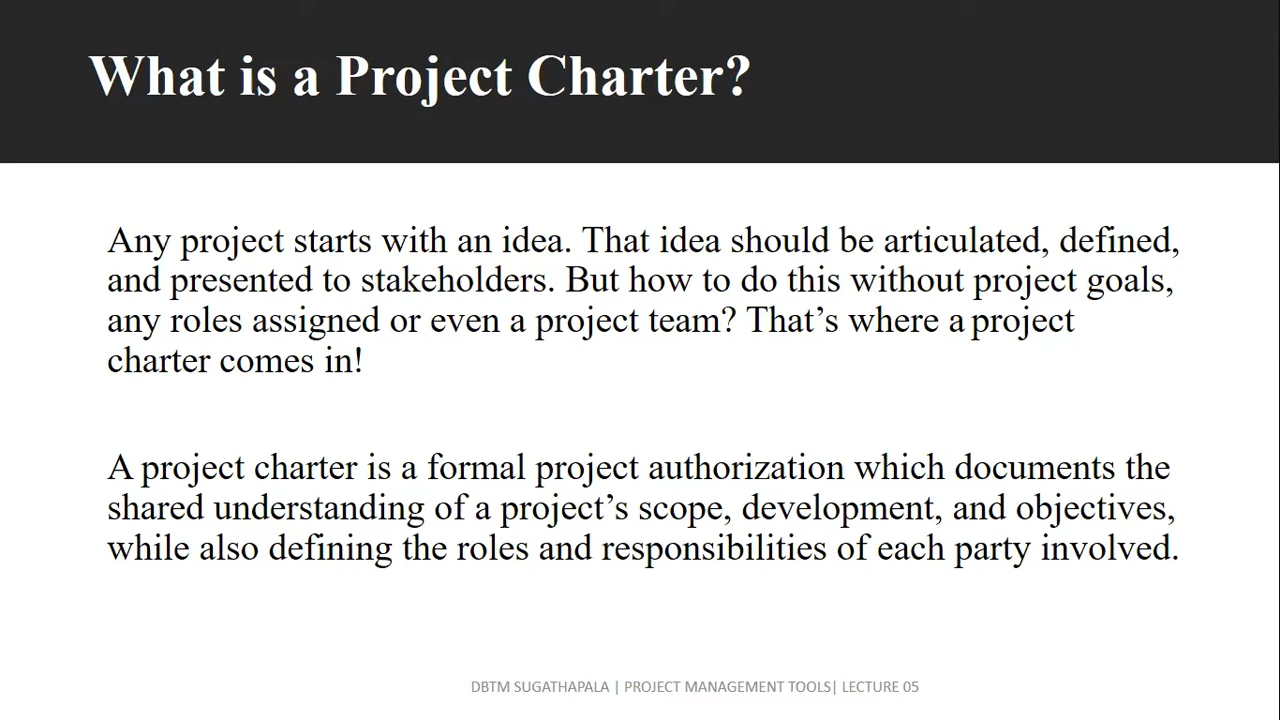 What is a Project Charter?
Any project starts with an idea. That idea should be articulated, defined,
and presented to stakeholders. But how to do this without project goals,
any roles assigned or even a project team? That’s where a project
charter comes in!
A project charter is a formal project authorization which documents the
shared understanding of a project’s scope, development, and objectives,
while also defining the roles and responsibilities of each party involved.
DBTM SUGATHAPALA | PROJECT MANAGEMENT TOOLS| LECTURE 05